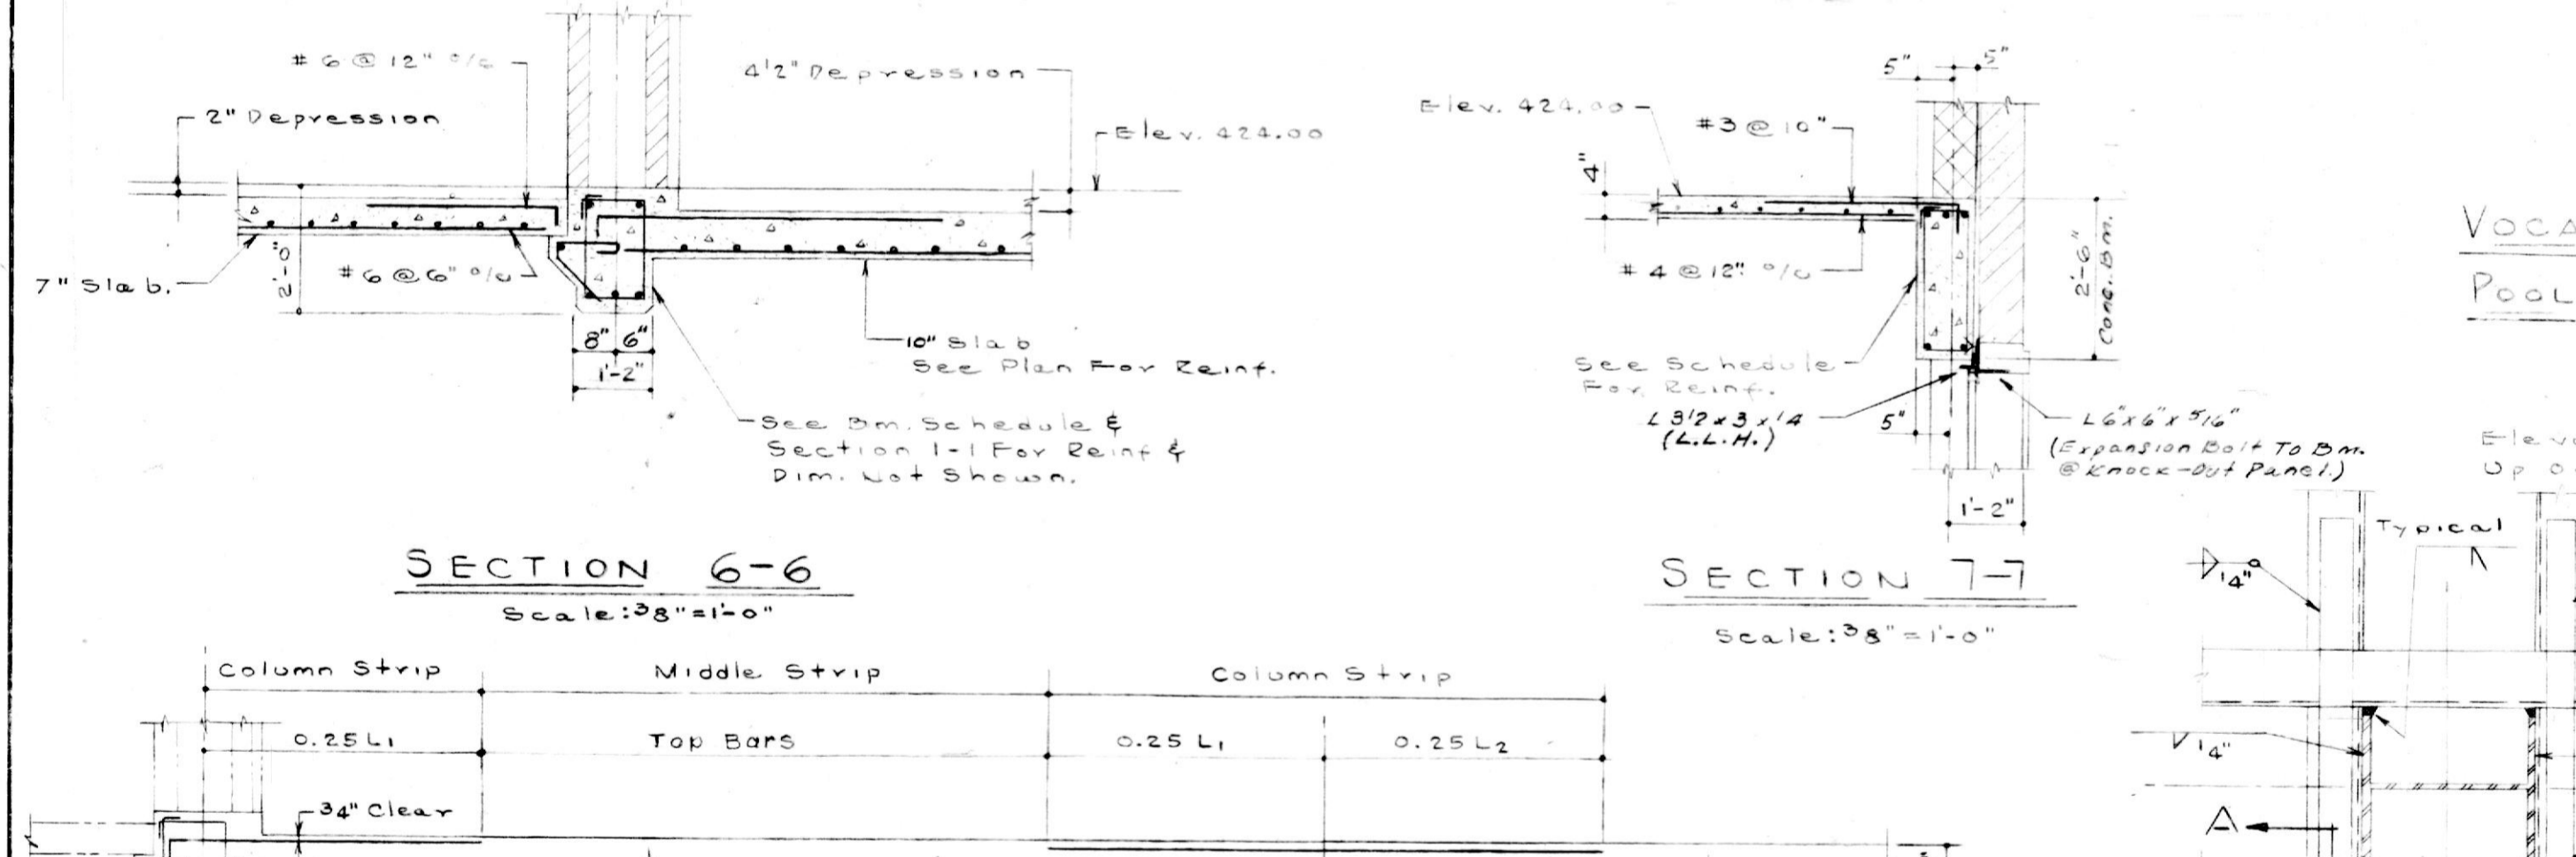 # 6 @ 12" o/c
2" Depression
4 1/2" Depression
Elev. 424.00
7" Slab.
2'-0"
# 6 @ 6" o/c
8" 6"
1'-2"
10" Slab
See Plan For Reinf.
See Bm. Schedule &
Section 1-1 For Reinf &
Dim. Not Shown.
SECTION 6-6
Scale: 3/8" = 1'-0"
5" 5"
Elev. 424.00
#3 @ 10"
4"
# 4 @ 12" o/c
2'-6"
Conc. Bm.
See Schedule
For Reinf.
L 3 1/2 x 3 x 1/4
(L.L.H.)
5"
L 6" x 6" x 5/16"
(Expansion Bolt To Bm.
@ Knock-Out Panel.)
1'-2"
SECTION 7-7
Scale: 3/8" = 1'-0"
VOCA
POOL
Eleva
Up O
Typical
1/4"
1/4"
A
Column Strip Middle Strip Column Strip
0.25 L1 Top Bars 0.25 L1 0.25 L2
3/4" Clear